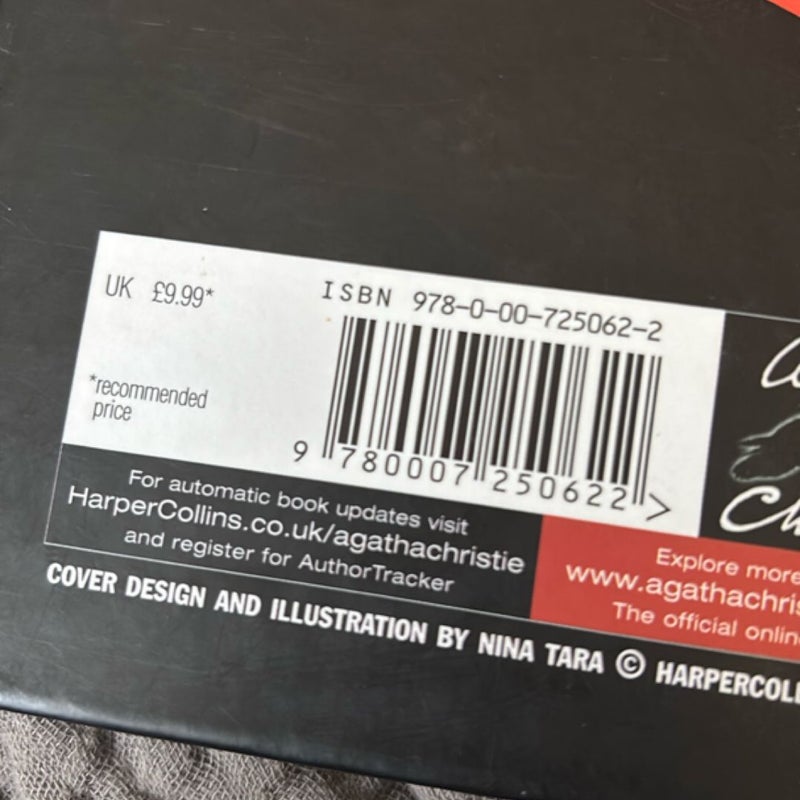 UK £9.99*
*recommended
price
ISBN 978-0-00-725062-2
9 780007 250622 >
For automatic book updates visit
HarperCollins.co.uk/agathachristie
and register for AuthorTracker
Explore more
www.agathachris
The official onlin
COVER DESIGN AND ILLUSTRATION BY NINA TARA © HARPERCOLL